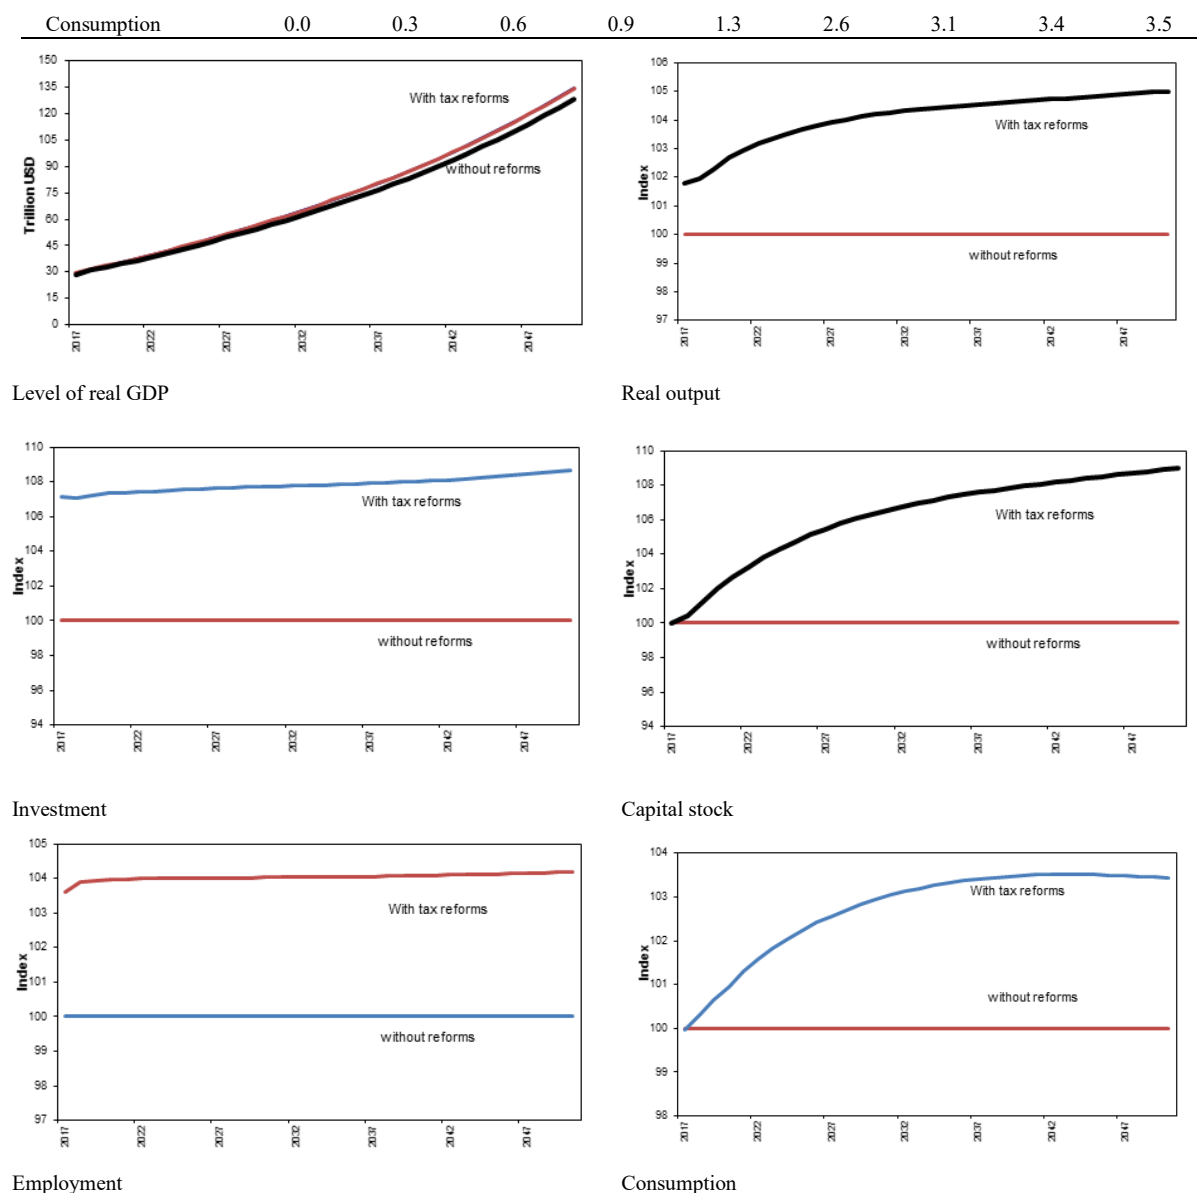 Consumption 0.0 0.3 0.6 0.9 1.3 2.6 3.1 3.4 3.5
150
135
120
105
90
75
60
45
30
15
0
Trillion USD
With tax reforms
without reforms
2017 2022 2027 2032 2037 2042 2047
Level of real GDP
106
105
104
103
102
101
100
99
98
97
Index
With tax reforms
without reforms
2017 2022 2027 2032 2037 2042 2047
Real output
110
108
106
104
102
100
98
96
94
Index
With tax reforms
without reforms
2017 2022 2027 2032 2037 2042 2047
Investment
110
108
106
104
102
100
98
96
94
Index
With tax reforms
without reforms
2017 2022 2027 2032 2037 2042 2047
Capital stock
105
104
103
102
101
100
99
98
97
Index
With tax reforms
without reforms
2017 2022 2027 2032 2037 2042 2047
Employment
104
103
102
101
100
99
98
Index
With tax reforms
without reforms
2017 2022 2027 2032 2037 2042 2047
Consumption